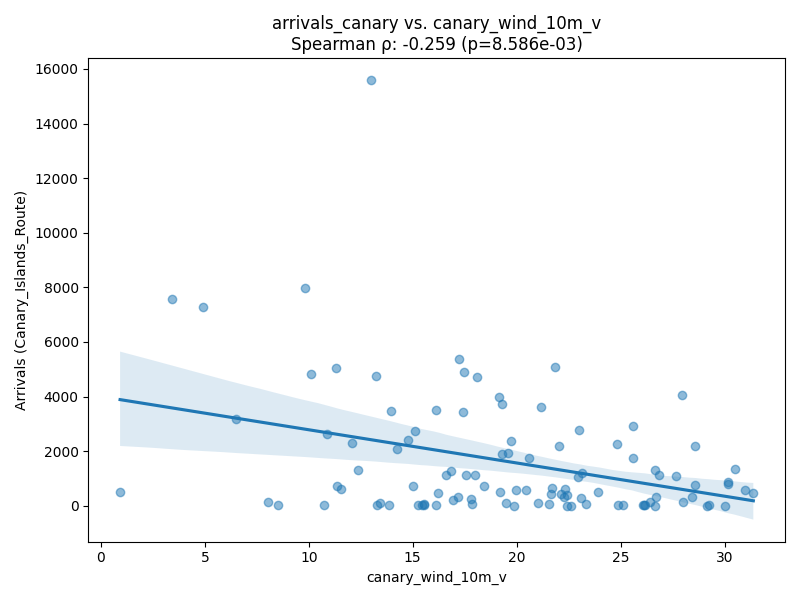 arrivals_canary vs. canary_wind_10m_v
Spearman ρ: -0.259 (p=8.586e-03)
16000
14000
12000
10000
8000
6000
4000
2000
0
Arrivals (Canary_Islands_Route)
0 5 10 15 20 25 30
canary_wind_10m_v